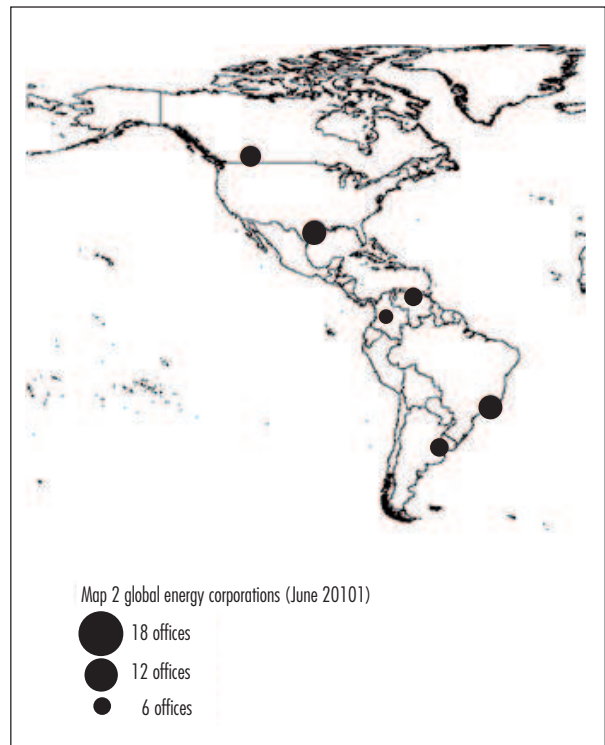 Map 2 global energy corporations (June 20101)
18 offices
12 offices
6 offices